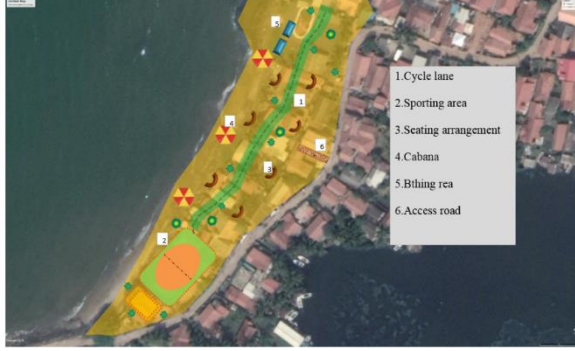 5
1
4
6
3
2
1.Cycle lane
2.Sporting area
3.Seating arrangement
4.Cabana
5.Bthing rea
6.Access road